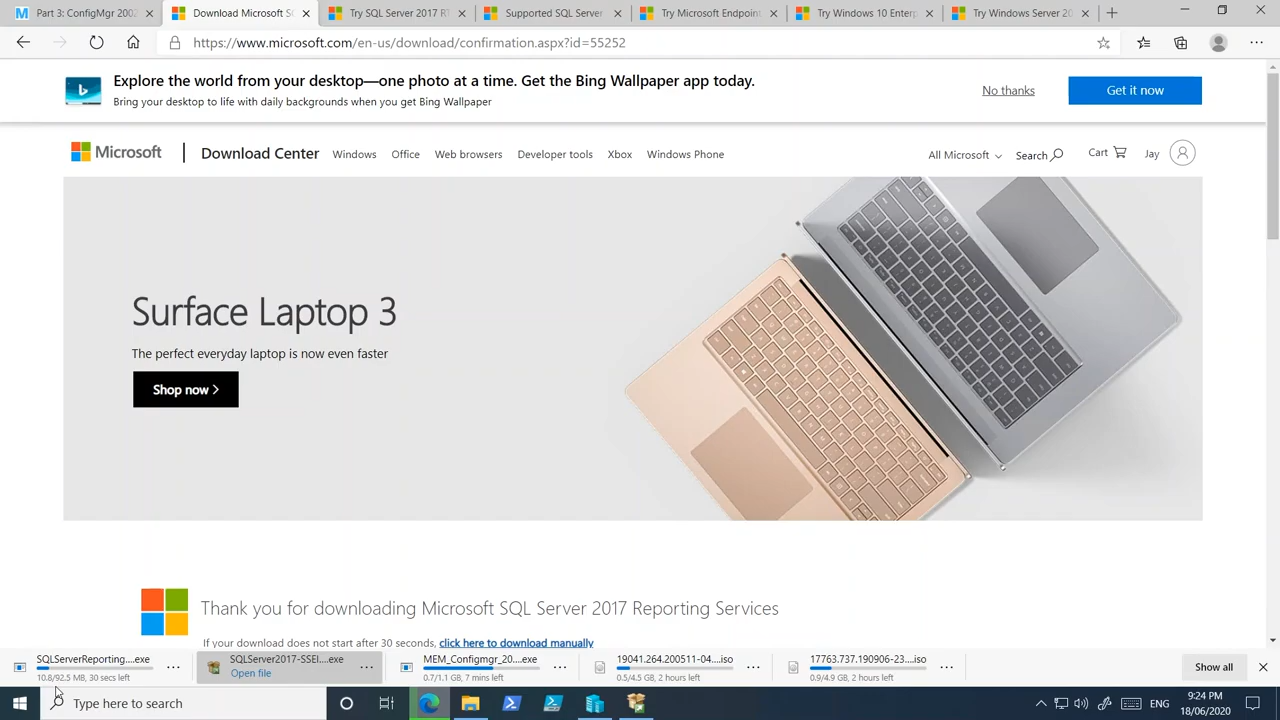 Part 3: ConfigMgr 2002
Download Microsoft SQ
Try SQL Server 2017 RT
Supported SQL Server
Try Microsoft Endpoint
Try Windows 10 Enterp
Try Windows Server 20
https://www.microsoft.com/en-us/download/confirmation.aspx?id=55252
Explore the world from your desktop—one photo at a time. Get the Bing Wallpaper app today.
Bring your desktop to life with daily backgrounds when you get Bing Wallpaper
No thanks
Get it now
Microsoft
Download Center
Windows
Office
Web browsers
Developer tools
Xbox
Windows Phone
All Microsoft
Search
Cart
Jay
Surface Laptop 3
The perfect everyday laptop is now even faster
Shop now
Thank you for downloading Microsoft SQL Server 2017 Reporting Services
If your download does not start after 30 seconds, click here to download manually
SQLServerReporting....exe
10.8/92.5 MB, 30 secs left
SQLServer2017-SSEI....exe
Open file
MEM_Configmgr_20....exe
0.7/1.1 GB, 7 mins left
19041.264.200511-04....iso
0.5/4.5 GB, 2 hours left
17763.737.190906-23....iso
0.9/4.9 GB, 2 hours left
Show all
Type here to search
ENG
9:24 PM
18/06/2020